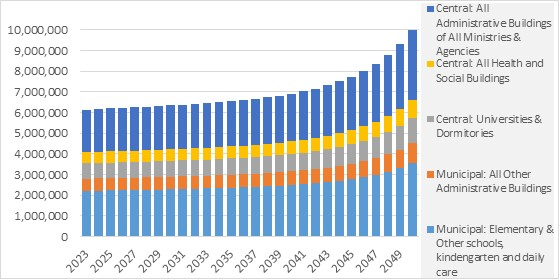 10,000,000
9,000,000
8,000,000
7,000,000
6,000,000
5,000,000
4,000,000
3,000,000
2,000,000
1,000,000
0
2023
2025
2027
2029
2031
2033
2035
2037
2039
2041
2043
2045
2047
2049
Central: All
Administrative Buildings
of All Ministries &
Agencies
Central: All Health and
Social Buildings
Central: Universities &
Dormitories
Municipal: All Other
Administrative Buildings
Municipal: Elementary &
Other schools,
kindengarten and daily
care